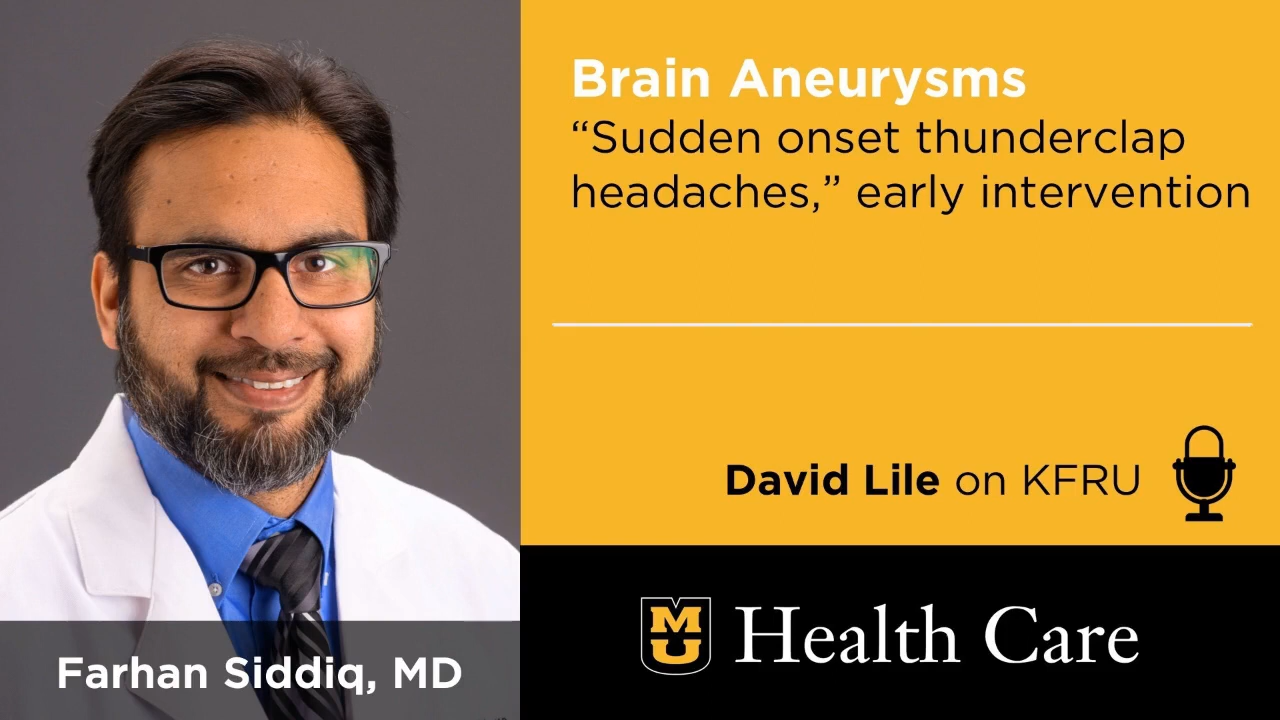 Brain Aneurysms
“Sudden onset thunderclap
headaches,” early intervention
David Lile on KFRU
MU Health Care
Farhan Siddiq, MD